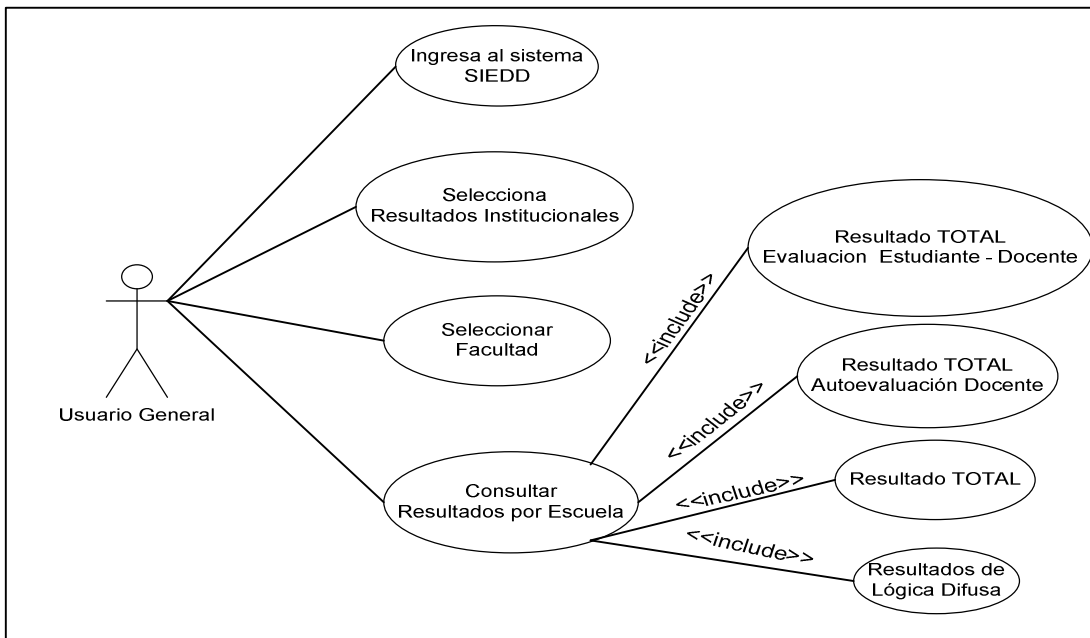 Ingresa al sistema
SIEDD
Selecciona
Resultados Institucionales
Resultado TOTAL
Evaluacion Estudiante - Docente
<<include>>
Seleccionar
Facultad
Resultado TOTAL
Autoevaluación Docente
<<include>>
Usuario General
Consultar
Resultados por Escuela
<<include>>
Resultado TOTAL
<<include>>
Resultados de
Lógica Difusa